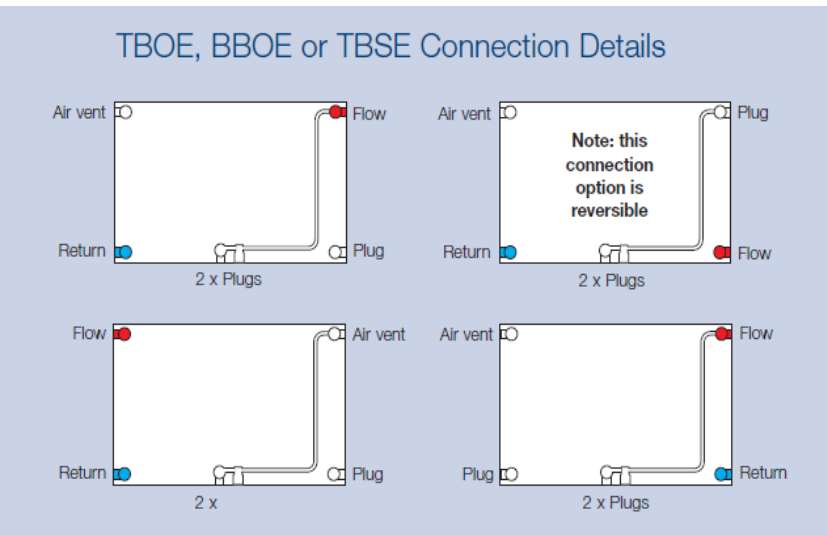 TBOE, BBOE or TBSE Connection Details
Air vent
Flow
Return
Plug
2 x Plugs
Air vent
Plug
Note: this
connection
option is
reversible
Return
Flow
2 x Plugs
Flow
Air vent
Return
Plug
2 x
Air vent
Flow
Plug
Return
2 x Plugs